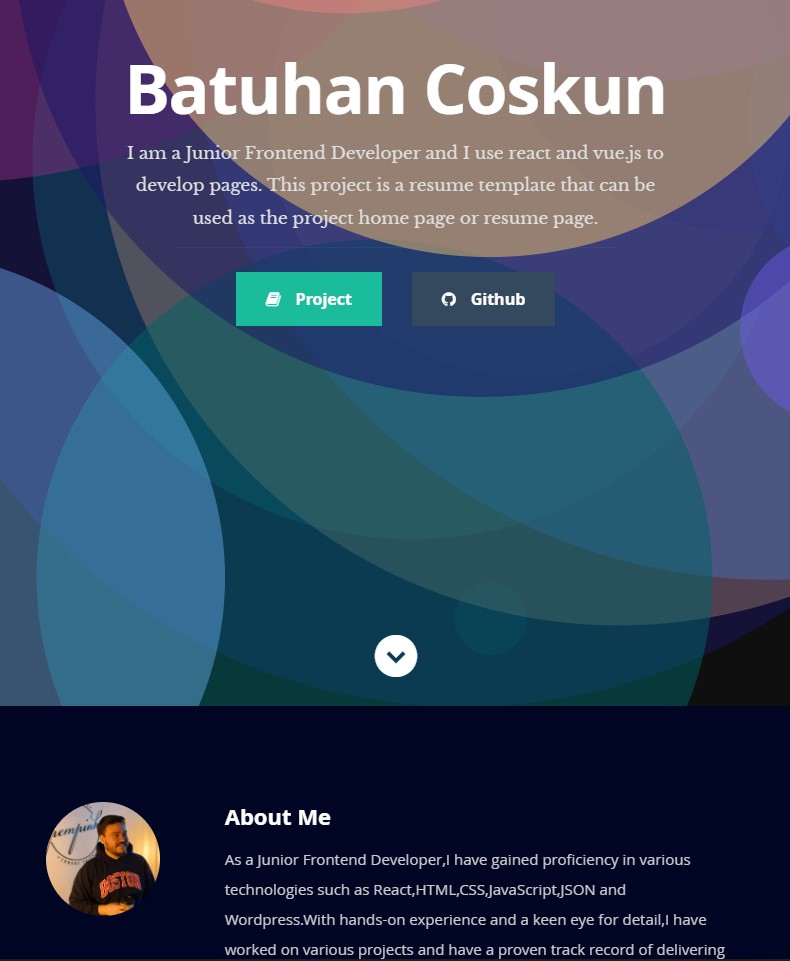 Batuhan Coskun
I am a Junior Frontend Developer and I use react and vue.js to
develop pages. This project is a resume template that can be
used as the project home page or resume page.
Project
Github
About Me
As a Junior Frontend Developer,I have gained proficiency in various
technologies such as React,HTML,CSS,JavaScript,JSON and
Wordpress.With hands-on experience and a keen eye for detail,I have
worked on various projects and have a proven track record of delivering
BOSTON